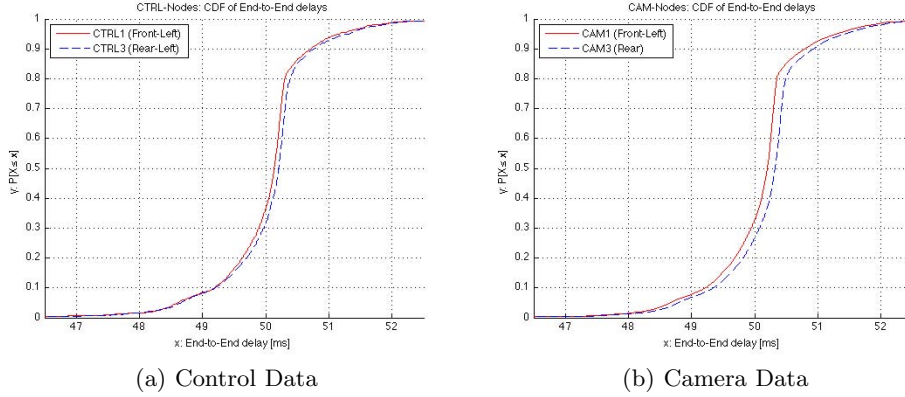 CTRL-Nodes: CDF of End-to-End delays
1
0.9
0.8
0.7
0.6
0.5
0.4
0.3
0.2
0.1
0
y: P[X≤ x]
CTRL1 (Front-Left)
CTRL3 (Rear-Left)
47 48 49 50 51 52
x: End-to-End delay [ms]
(a) Control Data
CAM-Nodes: CDF of End-to-End delays
1
0.9
0.8
0.7
0.6
0.5
0.4
0.3
0.2
0.1
0
y: P[X≤ x]
CAM1 (Front-Left)
CAM3 (Rear)
47 48 49 50 51 52
x: End-to-End delay [ms]
(b) Camera Data